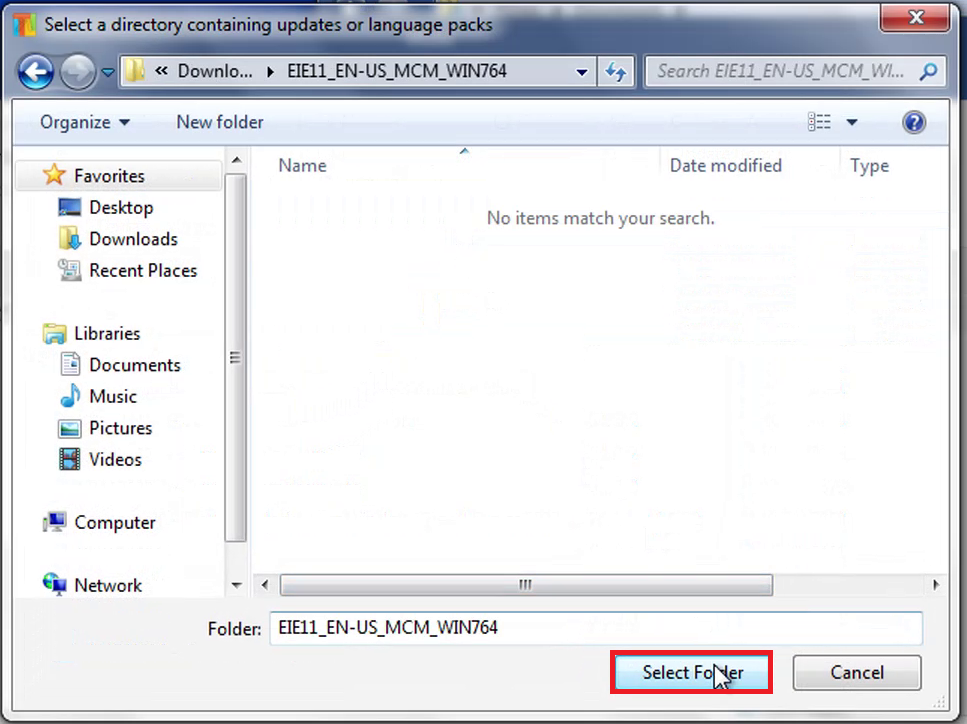 Select a directory containing updates or language packs
« Downlo... EIE11_EN-US_MCM_WIN764
Search EIE11_EN-US_MCM_WI...
Organize New folder
Name Date modified Type
No items match your search.
Favorites
Desktop
Downloads
Recent Places
Libraries
Documents
Music
Pictures
Videos
Computer
Network
Folder: EIE11_EN-US_MCM_WIN764
Select Folder Cancel